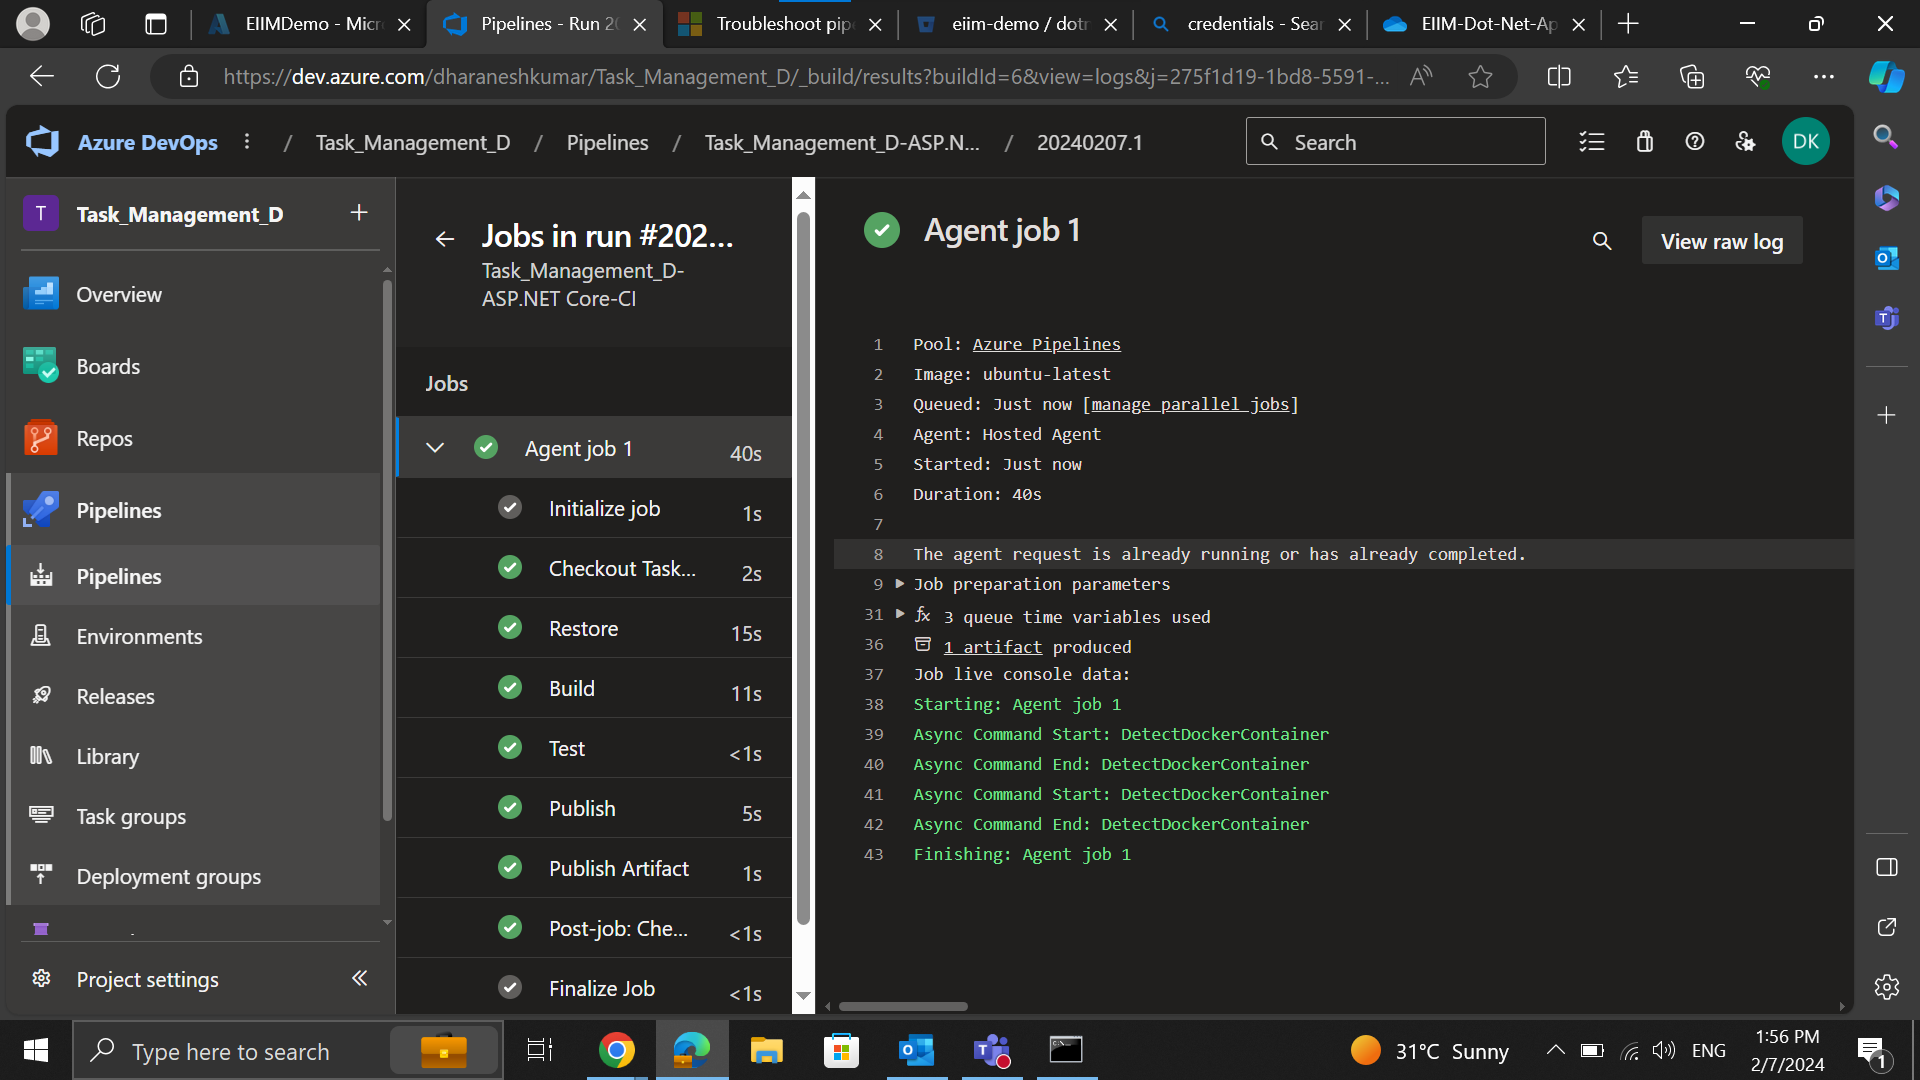 EIIMDemo - Micr
Pipelines - Run 20
Troubleshoot pip
eiim-demo / dotn
credentials - Sear
EIIM-Dot-Net-Ap
https://dev.azure.com/dharaneshkumar/Task_Management_D/_build/results?buildId=6&view=logs&j=275f1d19-1bd8-5591-...
Azure DevOps / Task_Management_D / Pipelines / Task_Management_D-ASP.N... / 20240207.1
Search
DK
T
Task_Management_D
Overview
Boards
Repos
Pipelines
Pipelines
Environments
Releases
Library
Task groups
Deployment groups
Project settings
Jobs in run #202...
Task_Management_D-
ASP.NET Core-CI
Jobs
Agent job 1 40s
Initialize job 1s
Checkout Task... 2s
Restore 15s
Build 11s
Test <1s
Publish 5s
Publish Artifact 1s
Post-job: Che... <1s
Finalize Job <1s
Agent job 1
View raw log
1 Pool: Azure Pipelines
2 Image: ubuntu-latest
3 Queued: Just now [manage parallel jobs]
4 Agent: Hosted Agent
5 Started: Just now
6 Duration: 40s
7
8 The agent request is already running or has already completed.
9 Job preparation parameters
31 fx 3 queue time variables used
36 1 artifact produced
37 Job live console data:
38 Starting: Agent job 1
39 Async Command Start: DetectDockerContainer
40 Async Command End: DetectDockerContainer
41 Async Command Start: DetectDockerContainer
42 Async Command End: DetectDockerContainer
43 Finishing: Agent job 1
Type here to search
31°C Sunny
ENG
1:56 PM
2/7/2024
1